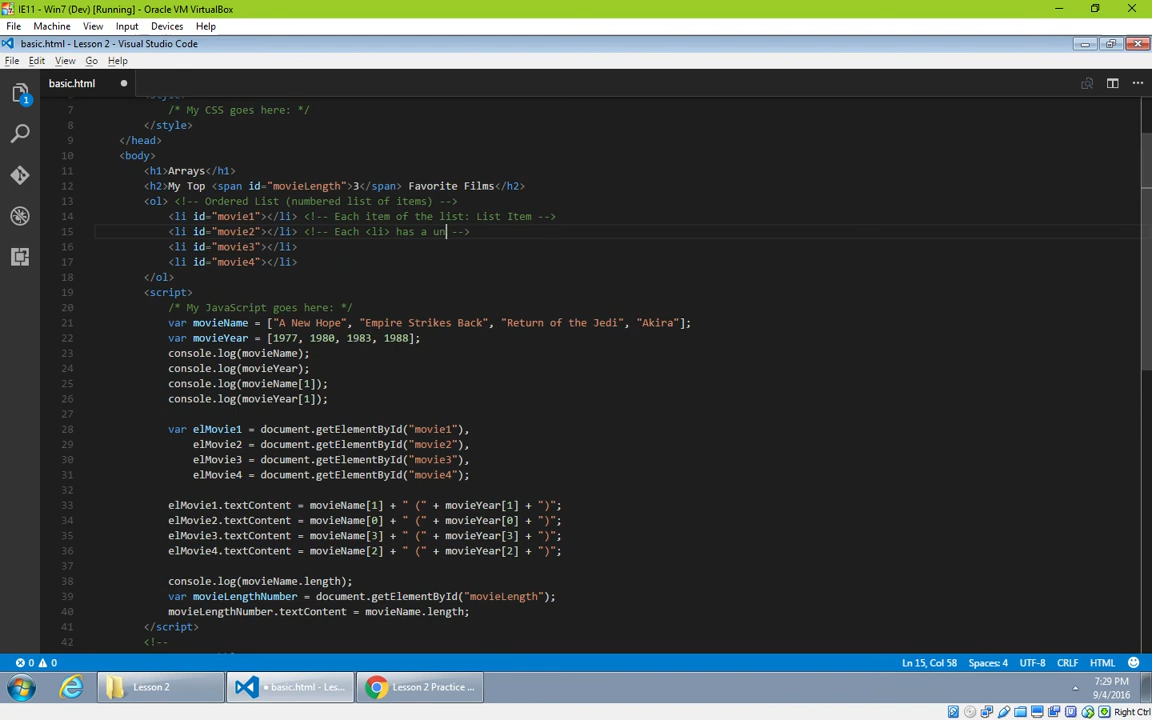 IE11 - Win7 (Dev) [Running] - Oracle VM VirtualBox
File Machine View Input Devices Help
basic.html - Lesson 2 - Visual Studio Code
File Edit View Go Help
basic.html
7 /* My CSS goes here: */
8 </style>
9 </head>
10 <body>
11 <h1>Arrays</h1>
12 <h2>My Top <span id="movieLength">3</span> Favorite Films</h2>
13 <ol> <!-- Ordered List (numbered list of items) -->
14 <li id="movie1"></li> <!-- Each item of the list: List Item -->
15 <li id="movie2"></li> <!-- Each <li> has a un -->
16 <li id="movie3"></li>
17 <li id="movie4"></li>
18 </ol>
19 <script>
20 /* My JavaScript goes here: */
21 var movieName = ["A New Hope", "Empire Strikes Back", "Return of the Jedi", "Akira"];
22 var movieYear = [1977, 1980, 1983, 1988];
23 console.log(movieName);
24 console.log(movieYear);
25 console.log(movieName[1]);
26 console.log(movieYear[1]);
27
28 var elMovie1 = document.getElementById("movie1"),
29 elMovie2 = document.getElementById("movie2"),
30 elMovie3 = document.getElementById("movie3"),
31 elMovie4 = document.getElementById("movie4");
32
33 elMovie1.textContent = movieName[1] + " (" + movieYear[1] + ")";
34 elMovie2.textContent = movieName[0] + " (" + movieYear[0] + ")";
35 elMovie3.textContent = movieName[3] + " (" + movieYear[3] + ")";
36 elMovie4.textContent = movieName[2] + " (" + movieYear[2] + ")";
37
38 console.log(movieName.length);
39 var movieLengthNumber = document.getElementById("movieLength");
40 movieLengthNumber.textContent = movieName.length;
41 </script>
42 <!--
0 0 Ln 15, Col 58 Spaces: 4 UTF-8 CRLF HTML
Lesson 2 basic.html - Les... Lesson 2 Practice ... 7:29 PM
9/4/2016
Right Ctrl